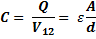 C = Q/V₁₂ = ε A/d